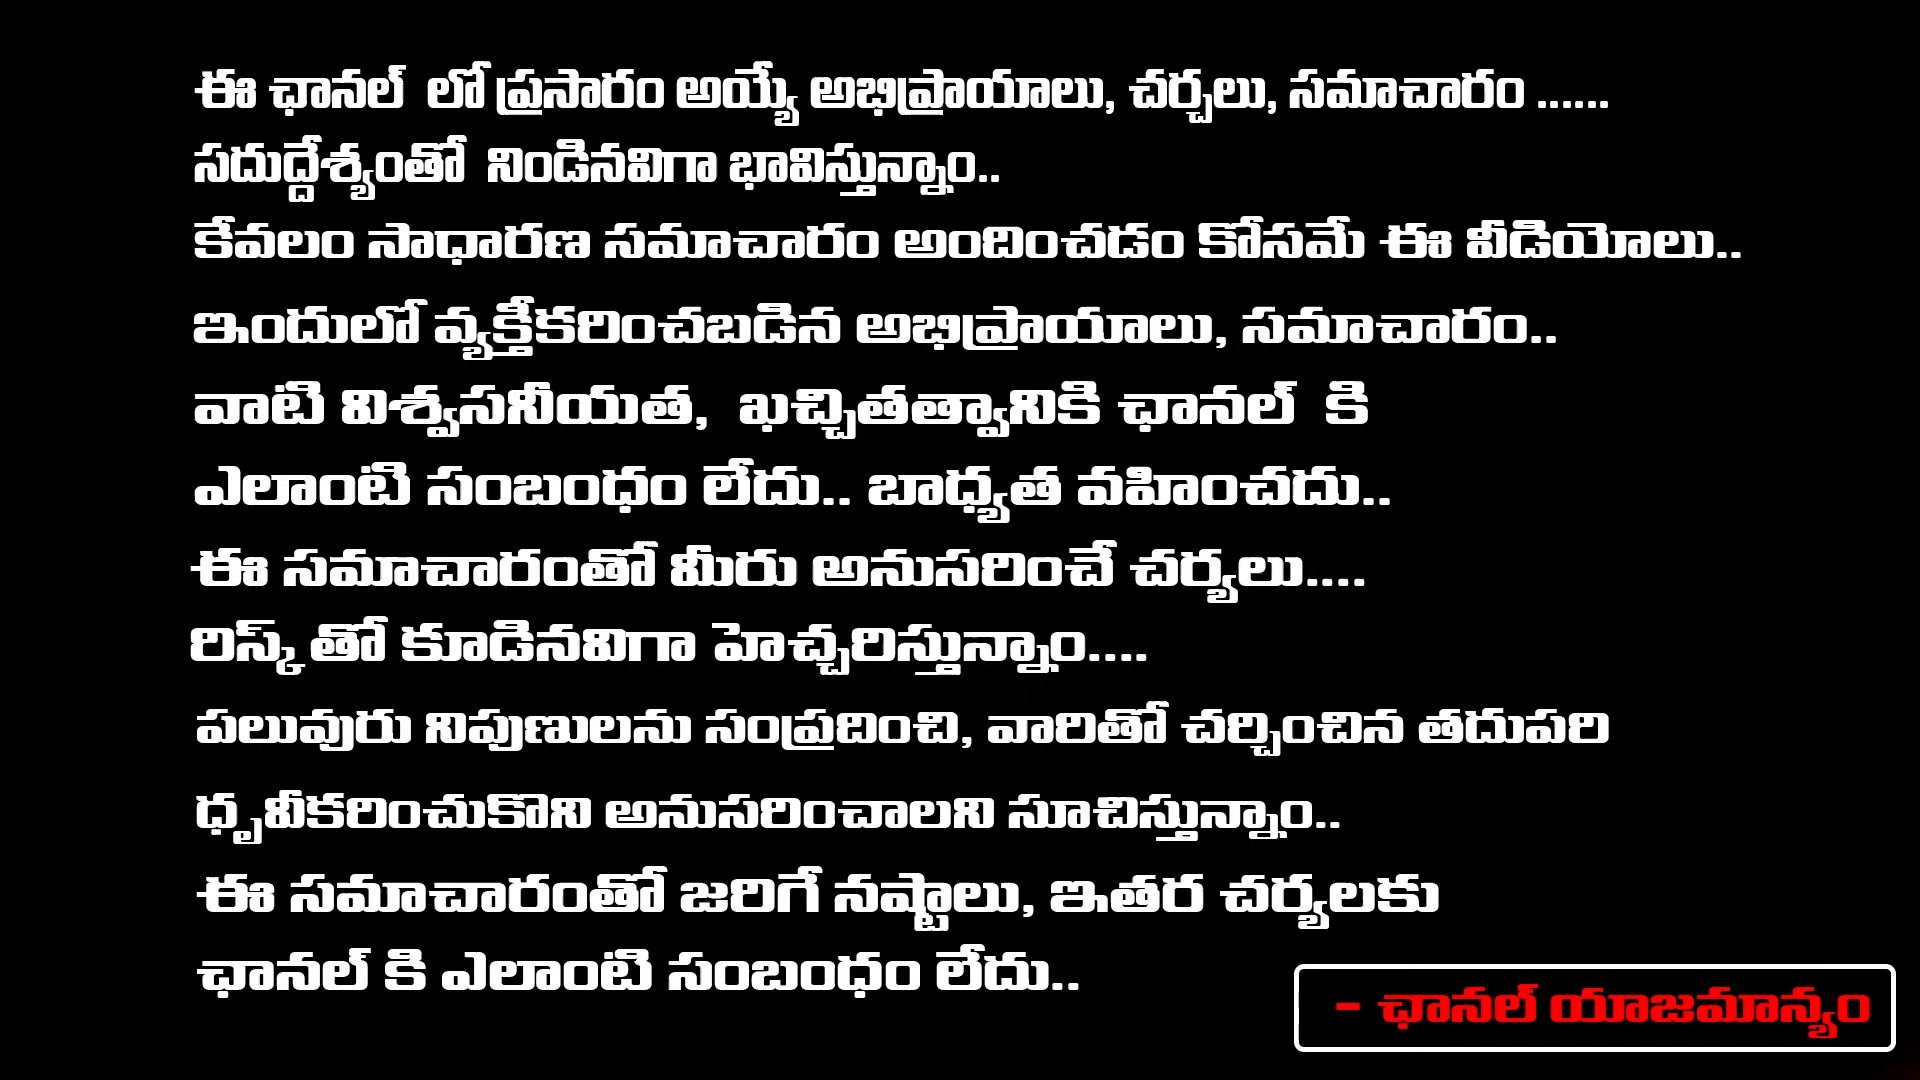 ఈ ఛానల్ లో ప్రసారం అయ్యే అభిప్రాయాలు, చర్చలు, సమాచారం ......
సదుద్దేశ్యంతో నిండినవిగా భావిస్తున్నాం..
కేవలం సాధారణ సమాచారం అందించడం కోసమే ఈ వీడియోలు..
ఇందులో వ్యక్తీకరించబడిన అభిప్రాయాలు, సమాచారం..
వాటి విశ్వసనీయత, ఖచ్చితత్వానికి ఛానల్ కి
ఎలాంటి సంబంధం లేదు.. బాధ్యత వహించదు..
ఈ సమాచారంతో మీరు అనుసరించే చర్యలు....
రిస్క్ తో కూడినవిగా హెచ్చరిస్తున్నాం....
పలువురు నిపుణులను సంప్రదించి, వారితో చర్చించిన తదుపరి
ధృవీకరించుకొని అనుసరించాలని సూచిస్తున్నాం..
ఈ సమాచారంతో జరిగే నష్టాలు, ఇతర చర్యలకు
ఛానల్ కి ఎలాంటి సంబంధం లేదు..
- ఛానల్ యాజమాన్యం